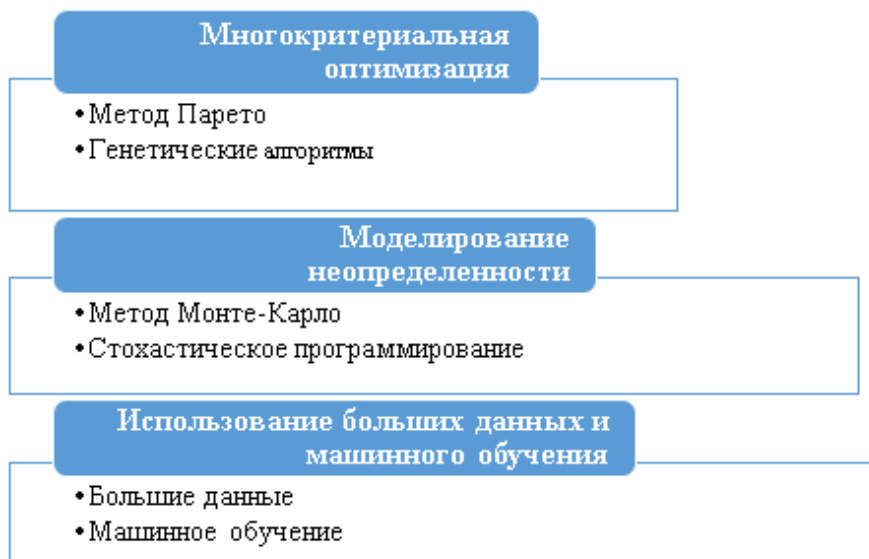 Многокритериальная
оптимизация
•Метод Парето
•Генетические алгоритмы
Моделирование
неопределенности
•Метод Монте-Карло
•Стохастическое программирование
Использование больших данных и
машинного обучения
•Большие данные
•Машинное обучение